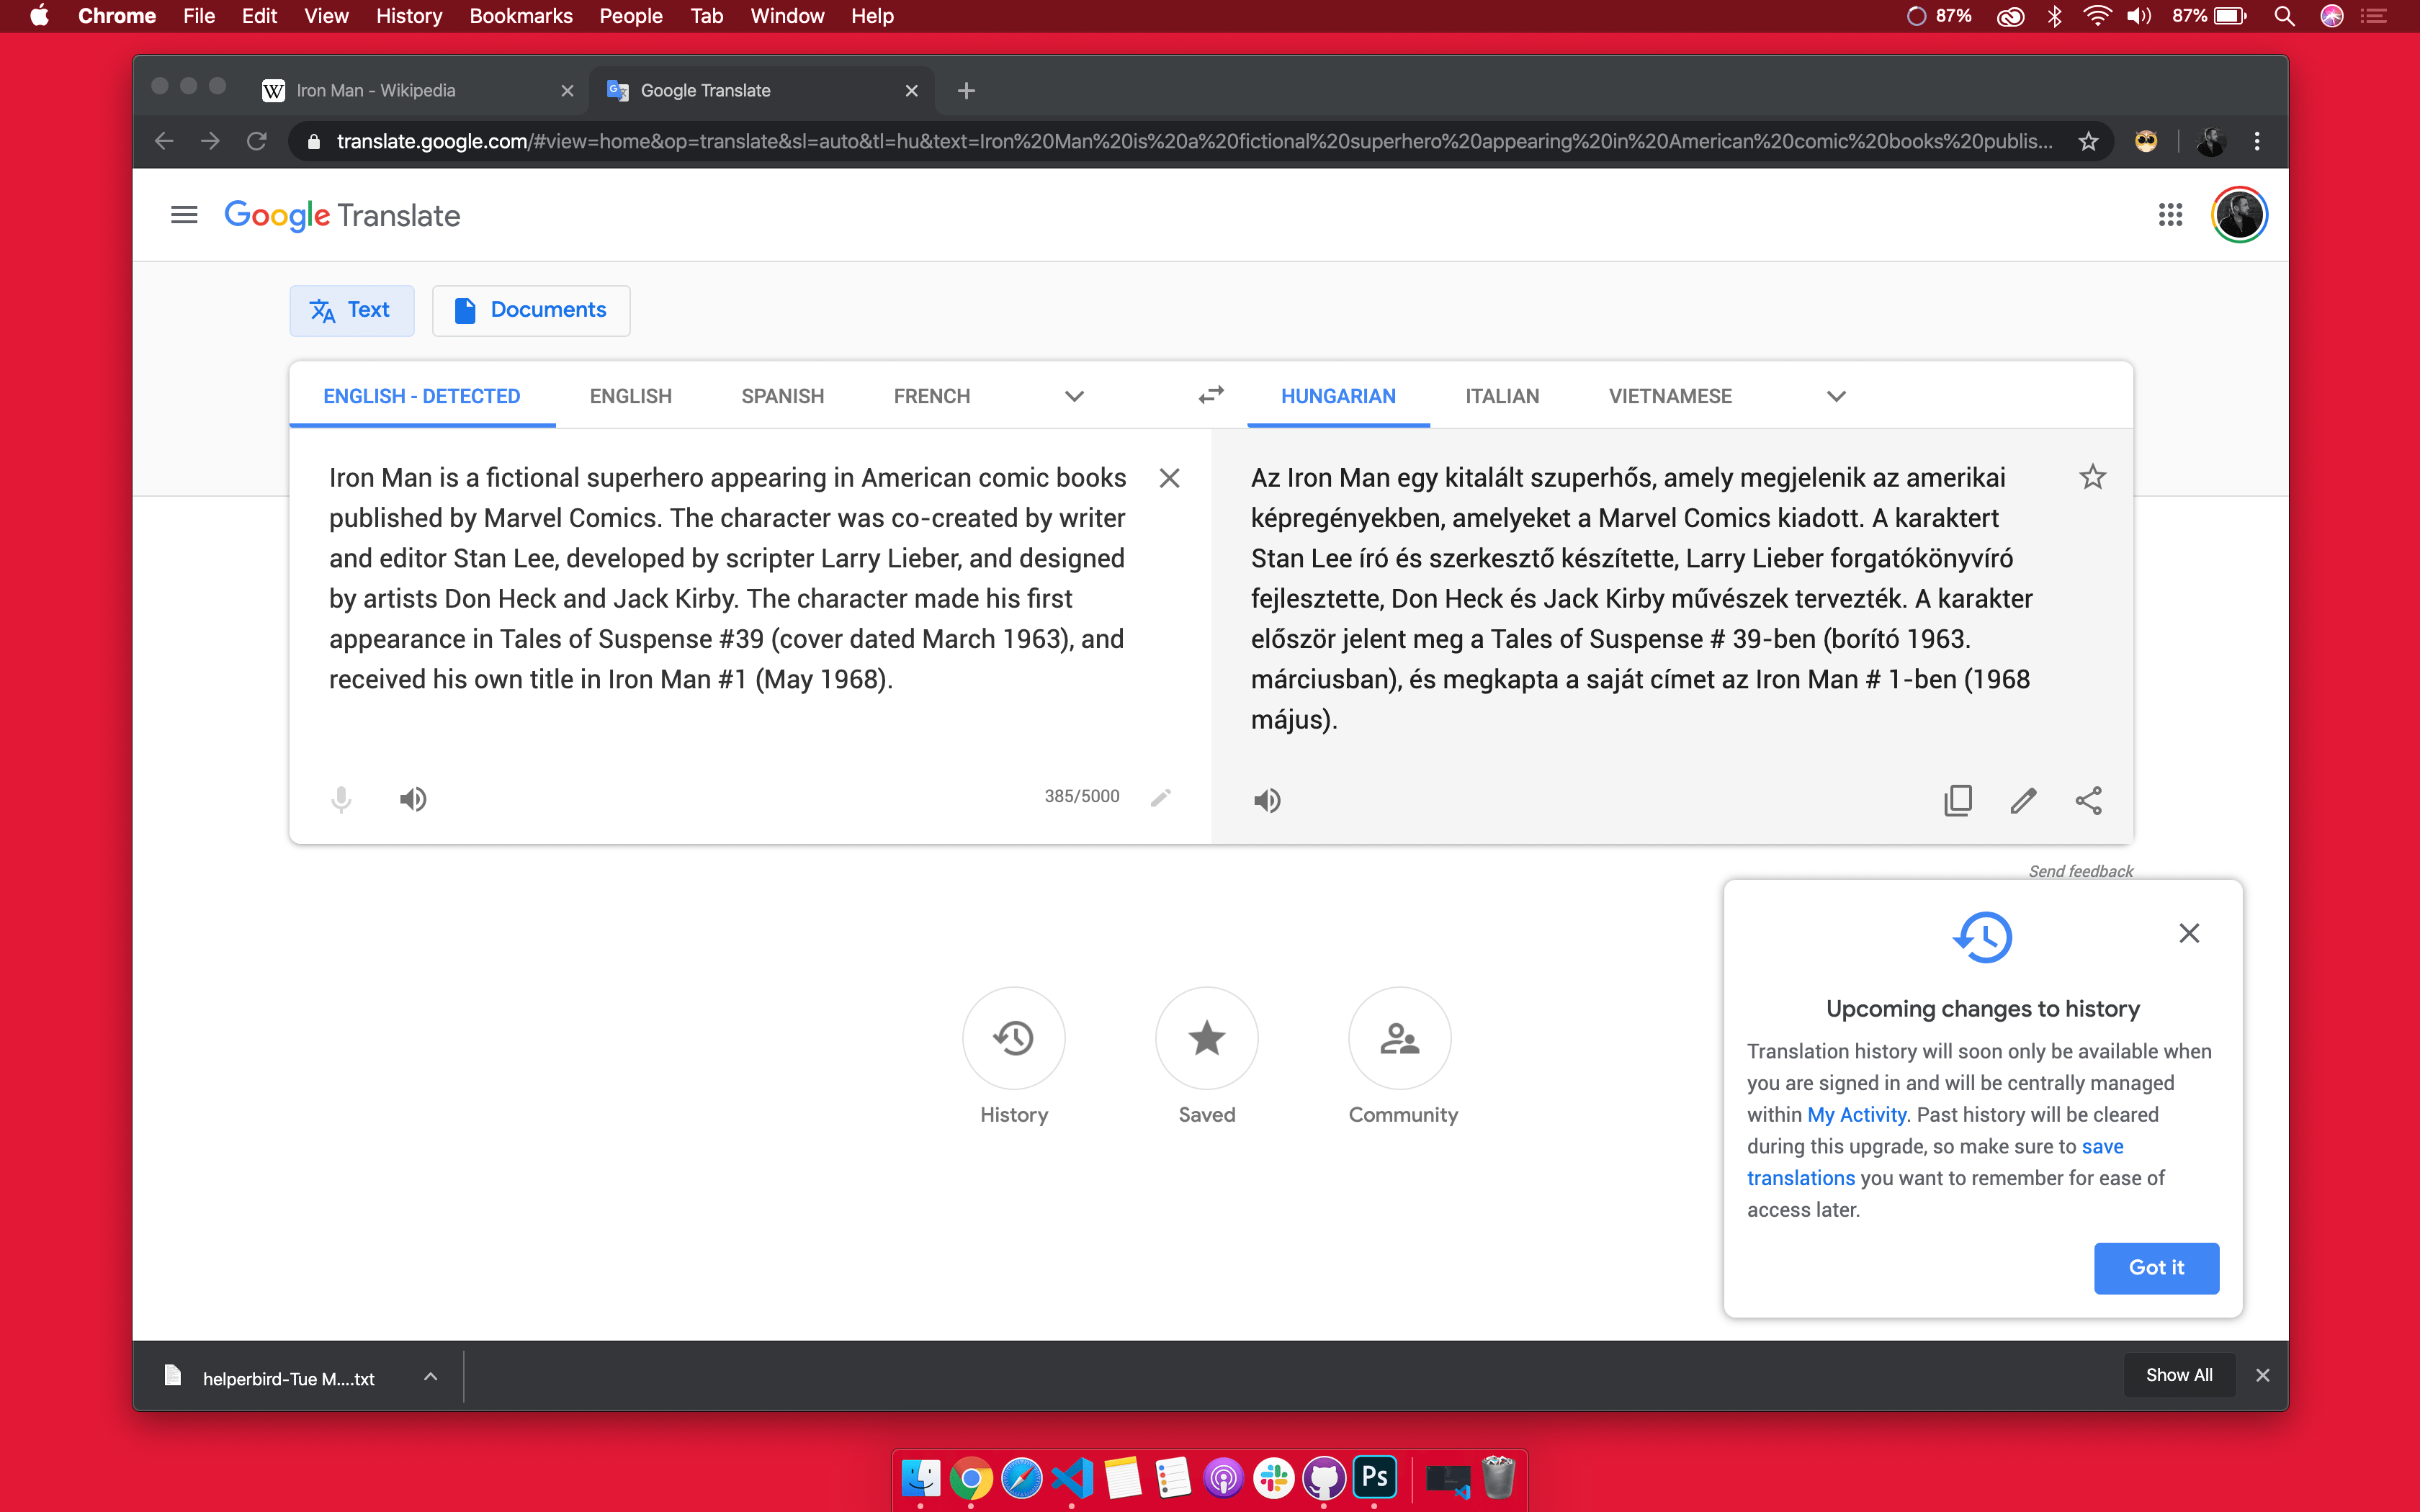 Chrome File Edit View History Bookmarks People Tab Window Help 87% 87%
Iron Man - Wikipedia Google Translate
translate.google.com/#view=home&op=translate&sl=auto&tl=hu&text=Iron%20Man%20is%20a%20fictional%20superhero%20appearing%20in%20American%20comic%20books%20publis...
Google Translate
Text Documents
ENGLISH - DETECTED ENGLISH SPANISH FRENCH HUNGARIAN ITALIAN VIETNAMESE
Iron Man is a fictional superhero appearing in American comic books
published by Marvel Comics. The character was co-created by writer
and editor Stan Lee, developed by scripter Larry Lieber, and designed
by artists Don Heck and Jack Kirby. The character made his first
appearance in Tales of Suspense #39 (cover dated March 1963), and
received his own title in Iron Man #1 (May 1968).
385/5000
Az Iron Man egy kitalált szuperhős, amely megjelenik az amerikai
képregényekben, amelyeket a Marvel Comics kiadott. A karaktert
Stan Lee író és szerkesztő készítette, Larry Lieber forgatókönyvíró
fejlesztette, Don Heck és Jack Kirby művészek tervezték. A karakter
először jelent meg a Tales of Suspense # 39-ben (borító 1963.
márciusban), és megkapta a saját címet az Iron Man # 1-ben (1968
május).
Send feedback
History Saved Community
Upcoming changes to history
Translation history will soon only be available when
you are signed in and will be centrally managed
within My Activity. Past history will be cleared
during this upgrade, so make sure to save
translations you want to remember for ease of
access later.
Got it
helperbird-Tue M....txt Show All
Ps